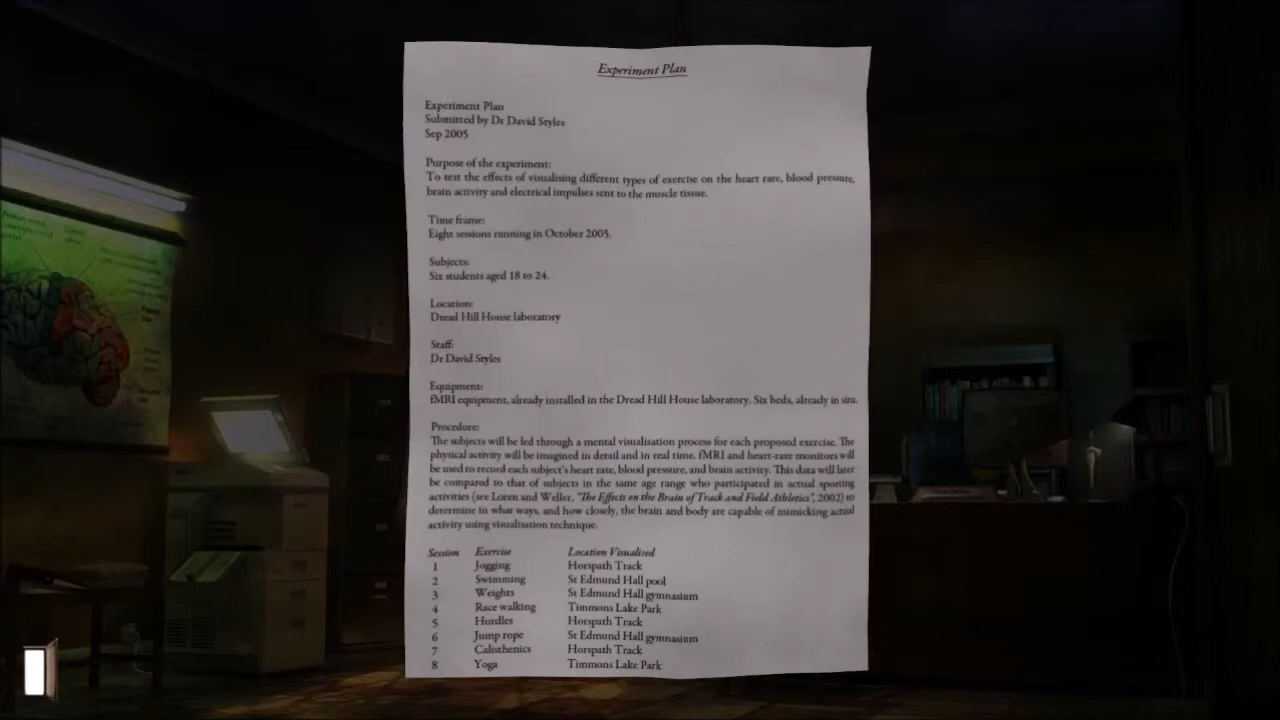 Experiment Plan
Experiment Plan
Submitted by Dr David Styles
Sep 2005
Purpose of the experiment:
To test the effects of visualising different types of exercise on the heart rate, blood pressure,
brain activity and electrical impulses sent to the muscle tissue.
Time frame:
Eight sessions running in October 2005.
Subjects:
Six students aged 18 to 24.
Location:
Dread Hill House laboratory
Staff:
Dr David Styles
Equipment:
fMRI equipment, already installed in the Dread Hill House laboratory. Six beds, already in situ.
Procedure:
The subjects will be led through a mental visualisation process for each proposed exercise. The
physical activity will be imagined in detail and in real time. fMRI and heart-rate monitors will
be used to record each subject's heart rate, blood pressure, and brain activity. This data will later
be compared to that of subjects in the same age range who participated in actual sporting
activities (see Loren and Weller, "The Effects on the Brain of Track and Field Athletics", 2002) to
determine in what ways, and how closely, the brain and body are capable of mimicking actual
activity using visualisation technique.
Session Exercise Location Visualised
1 Jogging Horspath Track
2 Swimming St Edmund Hall pool
3 Weights St Edmund Hall gymnasium
4 Race walking Timmons Lake Park
5 Hurdles Horspath Track
6 Jump rope St Edmund Hall gymnasium
7 Calisthenics Horspath Track
8 Yoga Timmons Lake Park